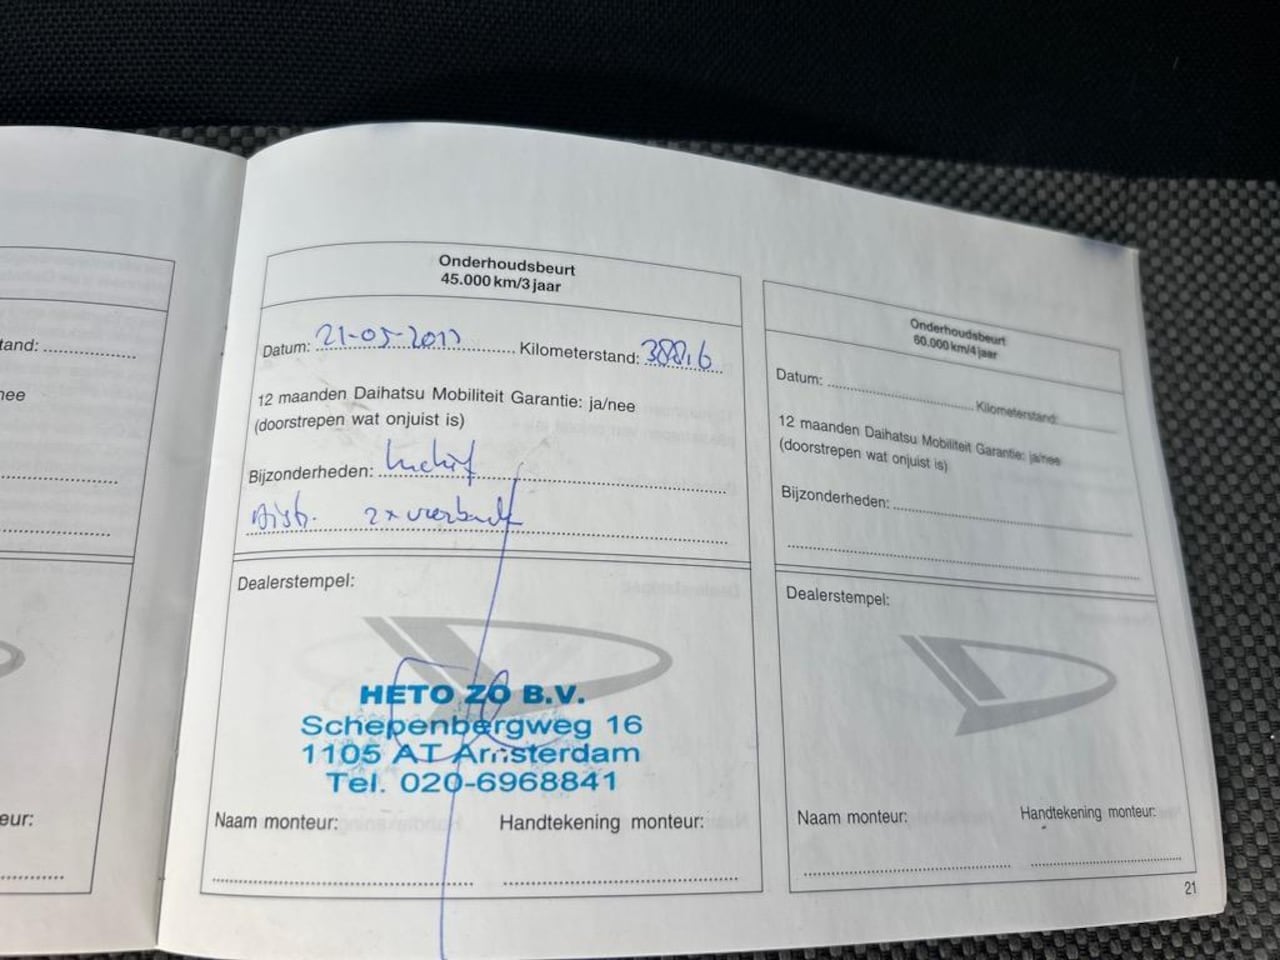 tand:
nee
eur:
Onderhoudsbeurt
45.000 km/3 jaar
Datum: 21-05-201 Kilometerstand:
12 maanden Daihatsu Mobiliteit Garantie: ja/nee
(doorstrepen wat onjuist is)
Bijzonderheden:
2x
Dealerstempel:
HETO ZO B.V.
Schepenbergweg 16
1105 AT Amsterdam
Tel. 020-6968841
Naam monteur: Handtekening monteur:
Onderhoudsbeurt
60.000 km/4 jaar
Datum: Kilometerstand:
12 maanden Daihatsu Mobiliteit Garantie: ja/nee
(doorstrepen wat onjuist is)
Bijzonderheden:
Dealerstempel:
Naam monteur: Handtekening monteur:
21